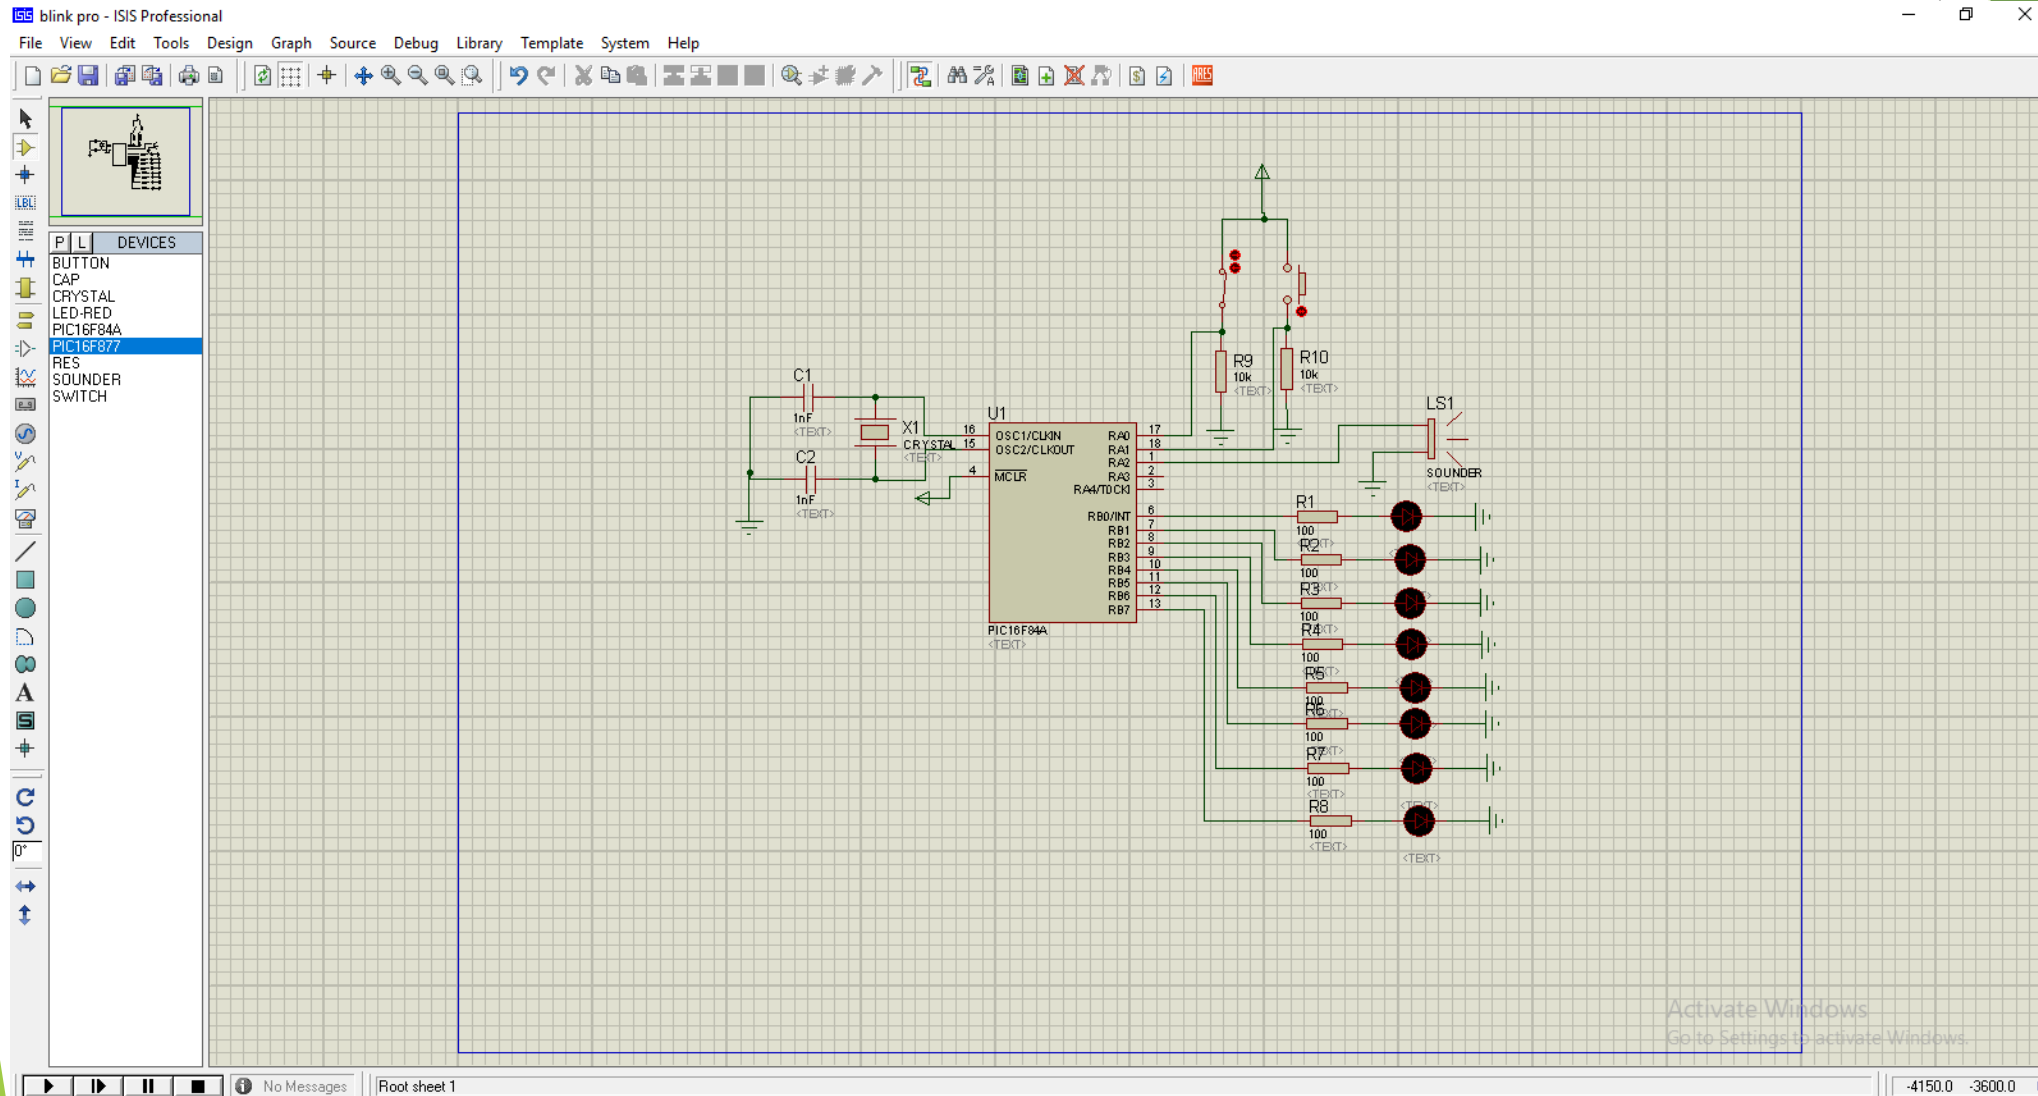 blink pro - ISIS Professional
File View Edit Tools Design Graph Source Debug Library Template System Help
ARES
LBL
P L DEVICES
BUTTON
CAP
CRYSTAL
LED-RED
PIC16F84A
PIC16F877
RES
SOUNDER
SWITCH
A
S
0°
R9
10k
<TEXT>
R10
10k
<TEXT>
C1
1nF
<TEXT>
X1
CRYSTAL
<TEXT>
C2
1nF
<TEXT>
U1
16 OSC1/CLKIN
15 OSC2/CLKOUT
4 MCLR
RA0 17
RA1 18
RA2 1
RA3 2
RA4/T0CKI 3
RB0/INT 6
RB1 7
RB2 8
RB3 9
RB4 10
RB5 11
RB6 12
RB7 13
PIC16F84A
<TEXT>
LS1
SOUNDER
<TEXT>
R1
100
R2
100
R3
100
R4
100
R5
100
R6
100
R7
100
<TEXT>
R8
100
<TEXT>
<TEXT>
<TEXT>
Activate Windows
Go to Settings to activate Windows.
No Messages
Root sheet 1
-4150.0 -3600.0